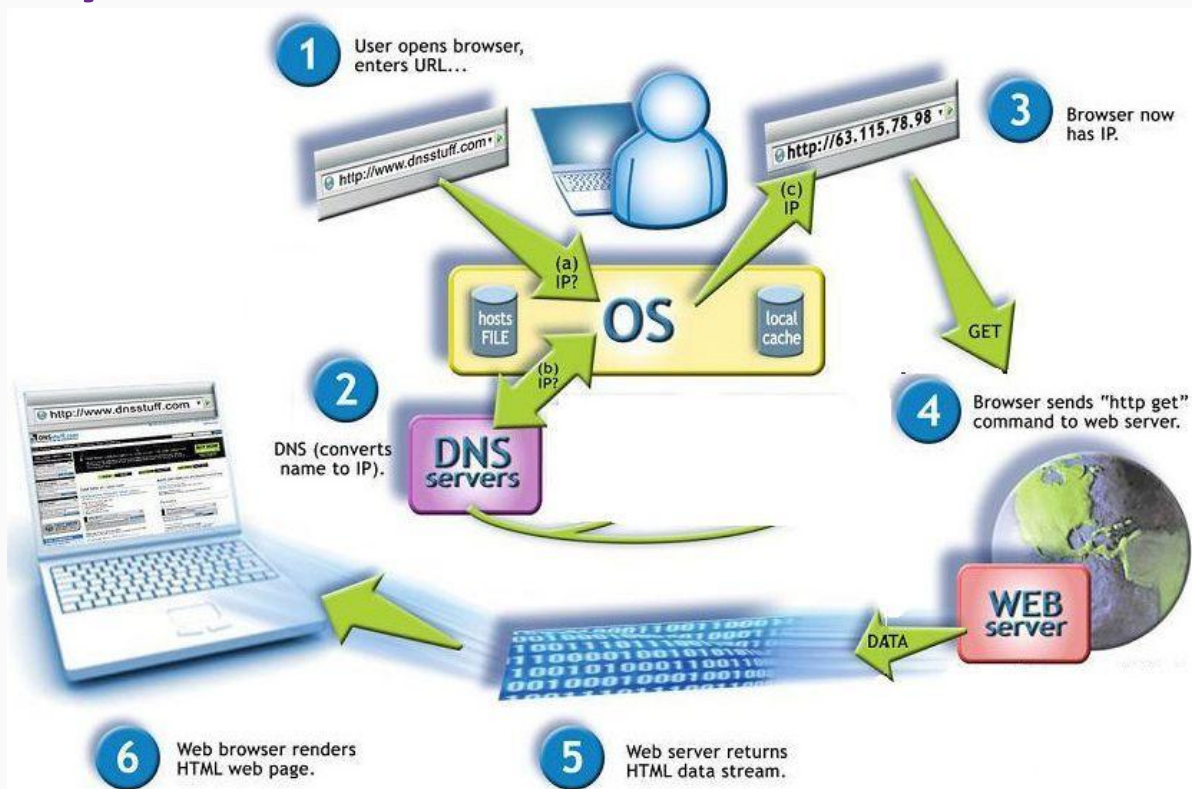 1
User opens browser,
enters URL...
http://www.dnsstuff.com
(a)
IP?
hosts
FILE
OS
local
cache
(b)
IP?
2
DNS (converts
name to IP).
DNS
servers
(c)
IP
http://63.115.78.98
3
Browser now
has IP.
GET
4
Browser sends “http get”
command to web server.
WEB
server
DATA
5
Web server returns
HTML data stream.
http://www.dnsstuff.com
6
Web browser renders
HTML web page.